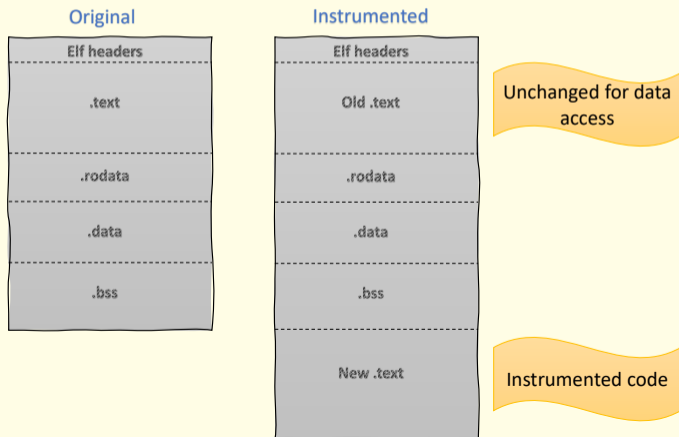 Original
Elf headers
.text
.rodata
.data
.bss
Instrumented
Elf headers
Old .text
.rodata
.data
.bss
New .text
Unchanged for data
access
Instrumented code